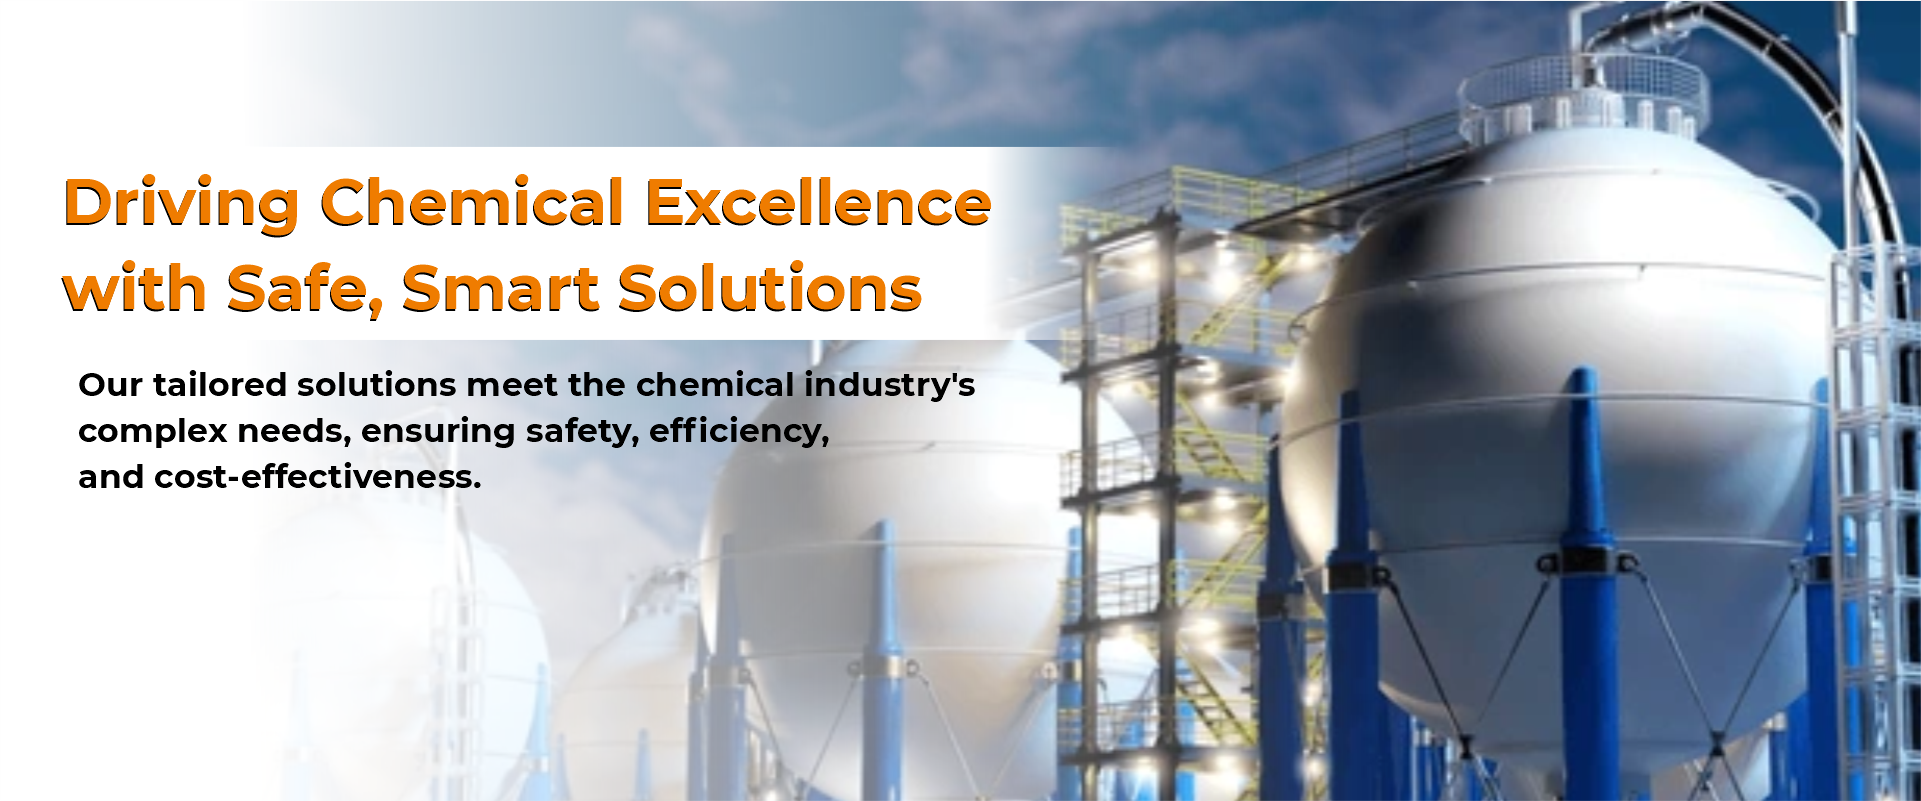 Driving Chemical Excellence
with Safe, Smart Solutions
Our tailored solutions meet the chemical industry's
complex needs, ensuring safety, efficiency,
and cost-effectiveness.